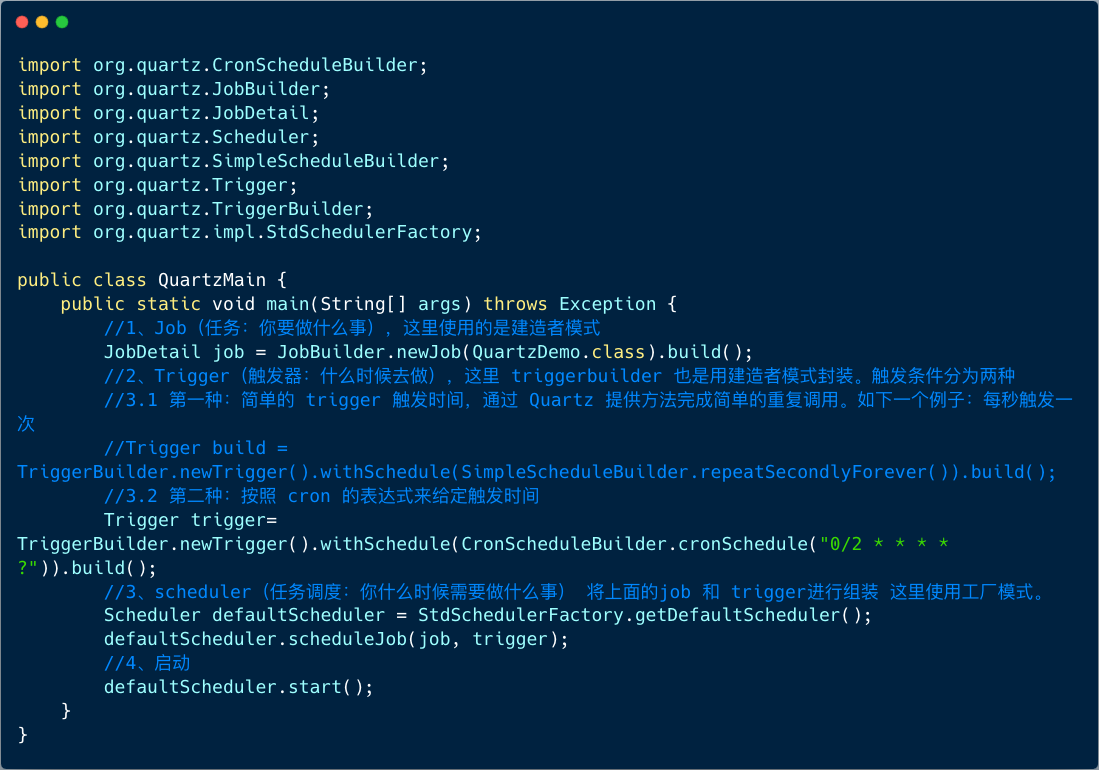 import org.quartz.CronScheduleBuilder;
import org.quartz.JobBuilder;
import org.quartz.JobDetail;
import org.quartz.Scheduler;
import org.quartz.SimpleScheduleBuilder;
import org.quartz.Trigger;
import org.quartz.TriggerBuilder;
import org.quartz.impl.StdSchedulerFactory;

public class QuartzMain {
    public static void main(String[] args) throws Exception {
        //1、Job（任务：你要做什么事），这里使用的是建造者模式
        JobDetail job = JobBuilder.newJob(QuartzDemo.class).build();
        //2、Trigger（触发器：什么时候去做），这里 triggerbuilder 也是用建造者模式封装。触发条件分为两种
        //3.1 第一种：简单的 trigger 触发时间，通过 Quartz 提供方法完成简单的重复调用。如下一个例子：每秒触发一
次
        //Trigger build =
TriggerBuilder.newTrigger().withSchedule(SimpleScheduleBuilder.repeatSecondlyForever()).build();
        //3.2 第二种：按照 cron 的表达式来给定触发时间
        Trigger trigger=
TriggerBuilder.newTrigger().withSchedule(CronScheduleBuilder.cronSchedule("0/2 * * * *
?")).build();
        //3、scheduler（任务调度：你什么时候需要做什么事） 将上面的job 和 trigger进行组装 这里使用工厂模式。
        Scheduler defaultScheduler = StdSchedulerFactory.getDefaultScheduler();
        defaultScheduler.scheduleJob(job, trigger);
        //4、启动
        defaultScheduler.start();
    }
}